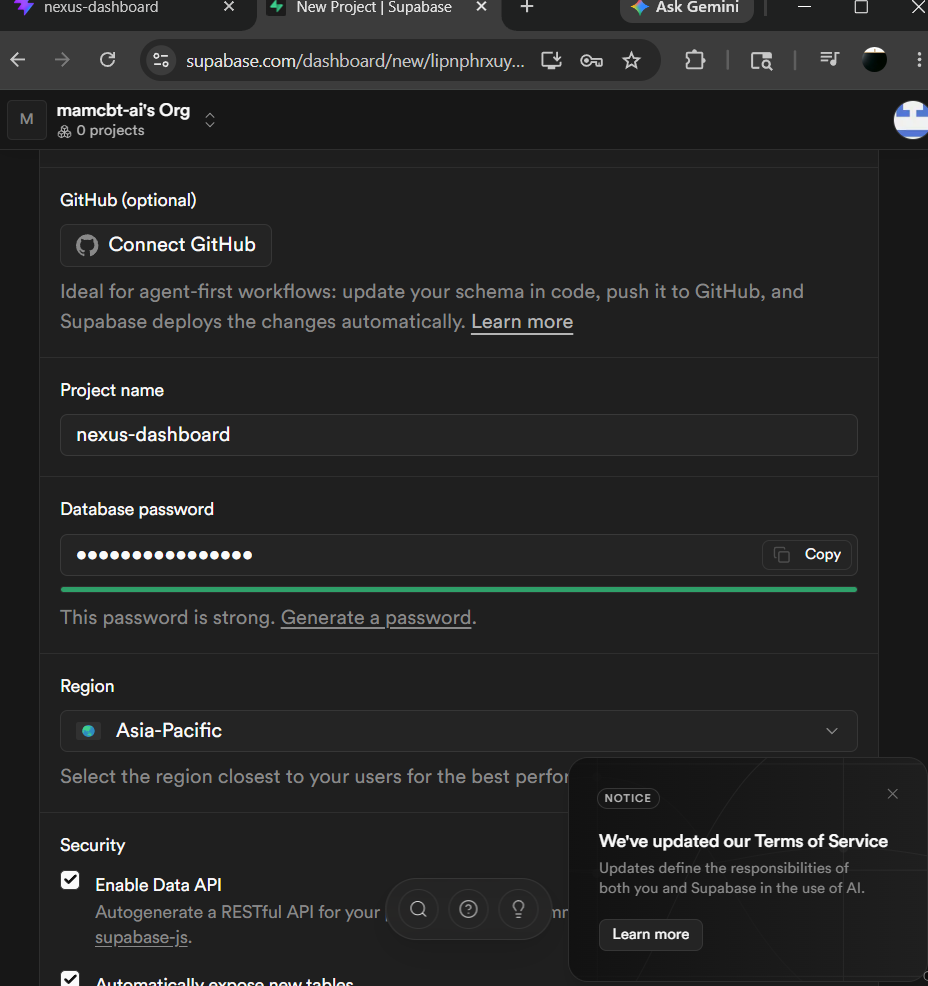 nexus-dashboard
New Project | Supabase
Ask Gemini
supabase.com/dashboard/new/lipnphrxuy...
M
mamcbt-ai's Org
0 projects
GitHub (optional)
Connect GitHub
Ideal for agent-first workflows: update your schema in code, push it to GitHub, and
Supabase deploys the changes automatically. Learn more
Project name
nexus-dashboard
Database password
Copy
This password is strong. Generate a password.
Region
Asia-Pacific
Select the region closest to your users for the best
Security
Enable Data API
Autogenerate a RESTful API for your
supabase-js.
Automatically expose new tables
NOTICE
We've updated our Terms of Service
Updates define the responsibilities of
both you and Supabase in the use of AI.
Learn more